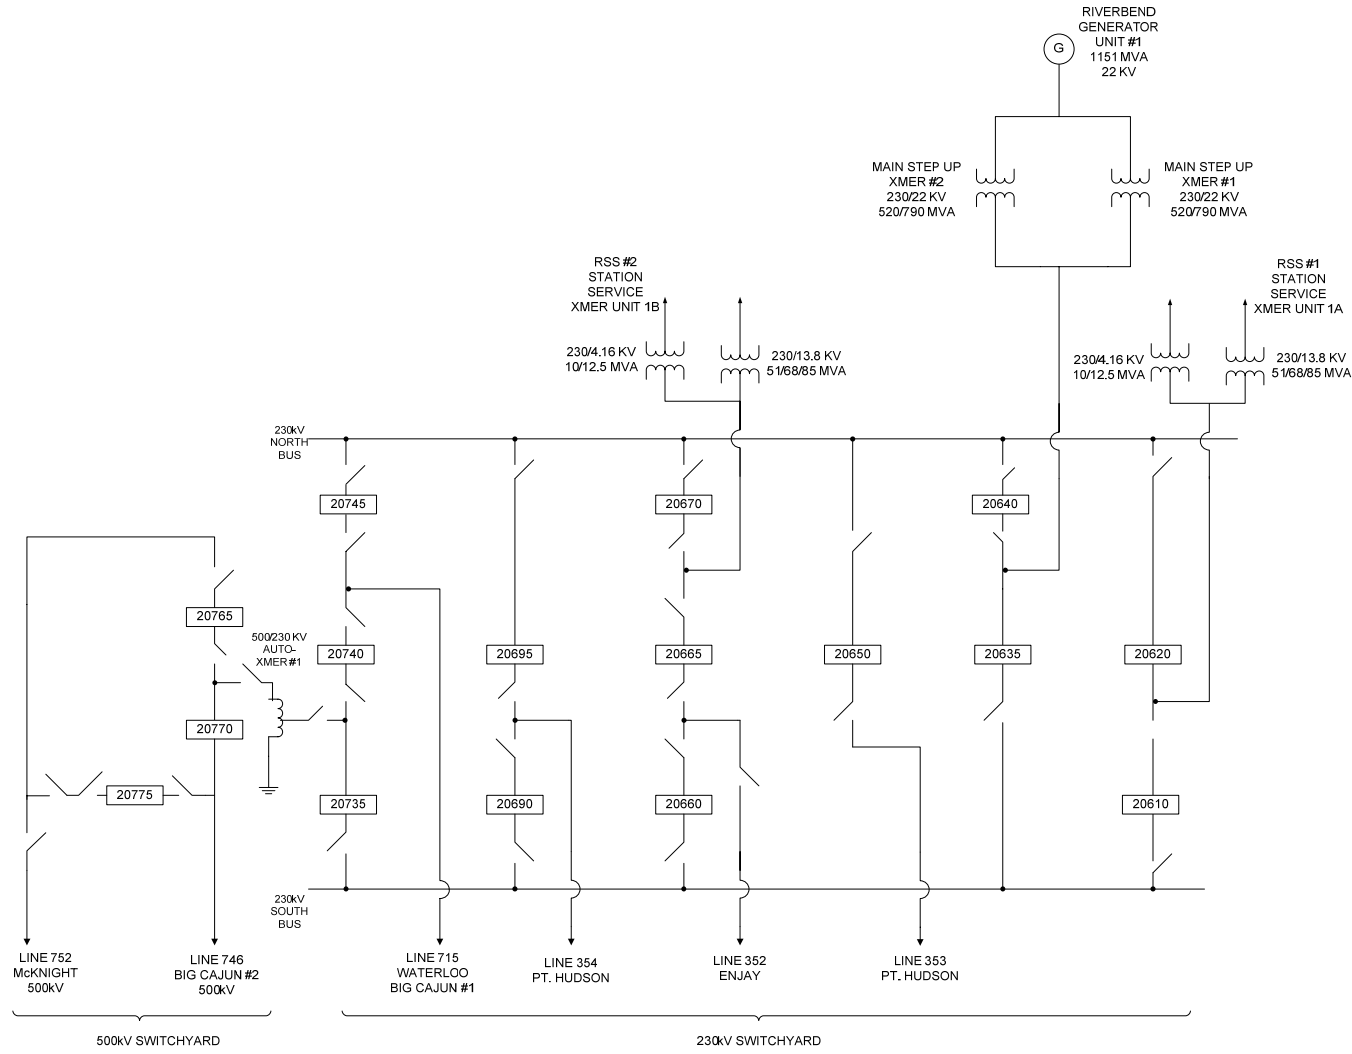 RIVERBEND
GENERATOR
UNIT #1
1151 MVA
22 KV
G
MAIN STEP UP
XMER #2
230/22 KV
520/790 MVA
MAIN STEP UP
XMER #1
230/22 KV
520/790 MVA
RSS #2
STATION
SERVICE
XMER UNIT 1B
RSS #1
STATION
SERVICE
XMER UNIT 1A
230/4.16 KV
10/12.5 MVA
230/13.8 KV
51/68/85 MVA
230/4.16 KV
10/12.5 MVA
230/13.8 KV
51/68/85 MVA
230kV
NORTH
BUS
20745
20670
20640
20765
500/230 KV
AUTO-
XMER #1
20740
20695
20665
20650
20635
20620
20770
20775
20735
20690
20660
20610
230kV
SOUTH
BUS
LINE 752
McKNIGHT
500kV
LINE 746
BIG CAJUN #2
500kV
LINE 715
WATERLOO
BIG CAJUN #1
LINE 354
PT. HUDSON
LINE 352
ENJAY
LINE 353
PT. HUDSON
500kV SWITCHYARD
230kV SWITCHYARD